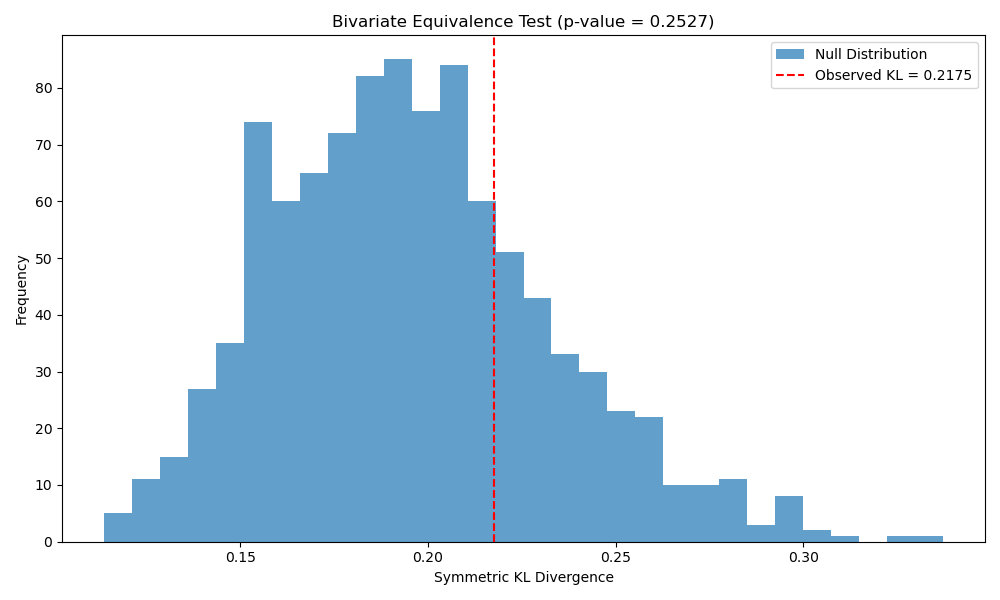 Bivariate Equivalence Test (p-value = 0.2527)
Null Distribution
Observed KL = 0.2175
Frequency
80
70
60
50
40
30
20
10
0
0.15
0.20
0.25
0.30
Symmetric KL Divergence